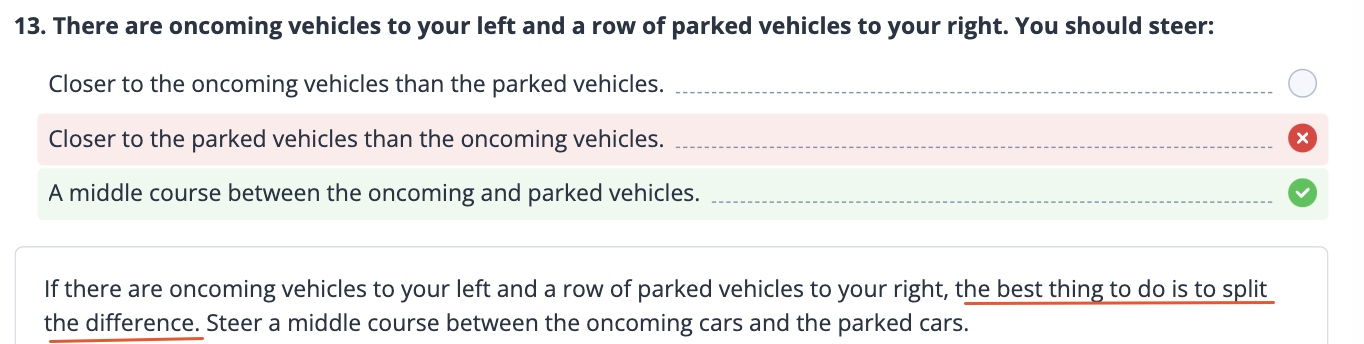 13. There are oncoming vehicles to your left and a row of parked vehicles to your right. You should steer:
Closer to the oncoming vehicles than the parked vehicles.
Closer to the parked vehicles than the oncoming vehicles.
A middle course between the oncoming and parked vehicles.
If there are oncoming vehicles to your left and a row of parked vehicles to your right, the best thing to do is to split
the difference. Steer a middle course between the oncoming cars and the parked cars.